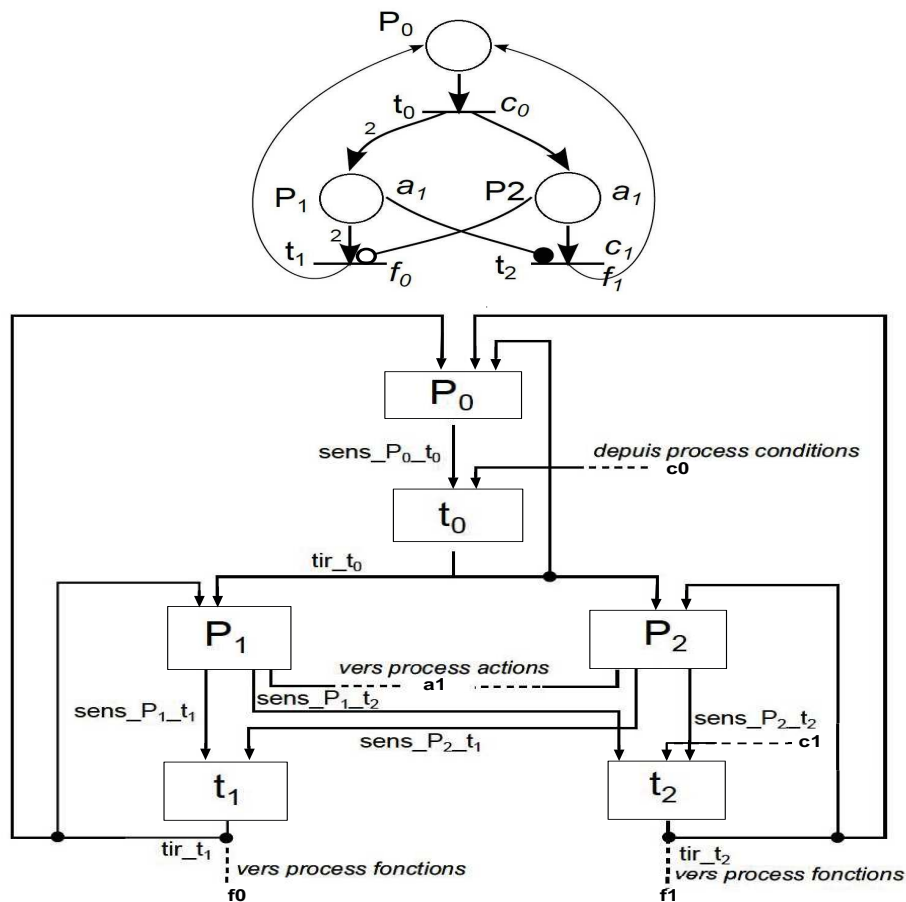 P₀
t₀ c₀
2
P₁ a₁ P2 a₁
2
t₁ f₀ t₂ c₁
f₁
P₀
sens_P₀_t₀
depuis process conditions
c0
t₀
tir_t₀
P₁
P₂
vers process actions
a1
sens_P₁_t₁
sens_P₁_t₂
sens_P₂_t₂
sens_P₂_t₁
c1
t₁
t₂
tir_t₁
tir_t₂
vers process fonctions
vers process fonctions
f0
f1